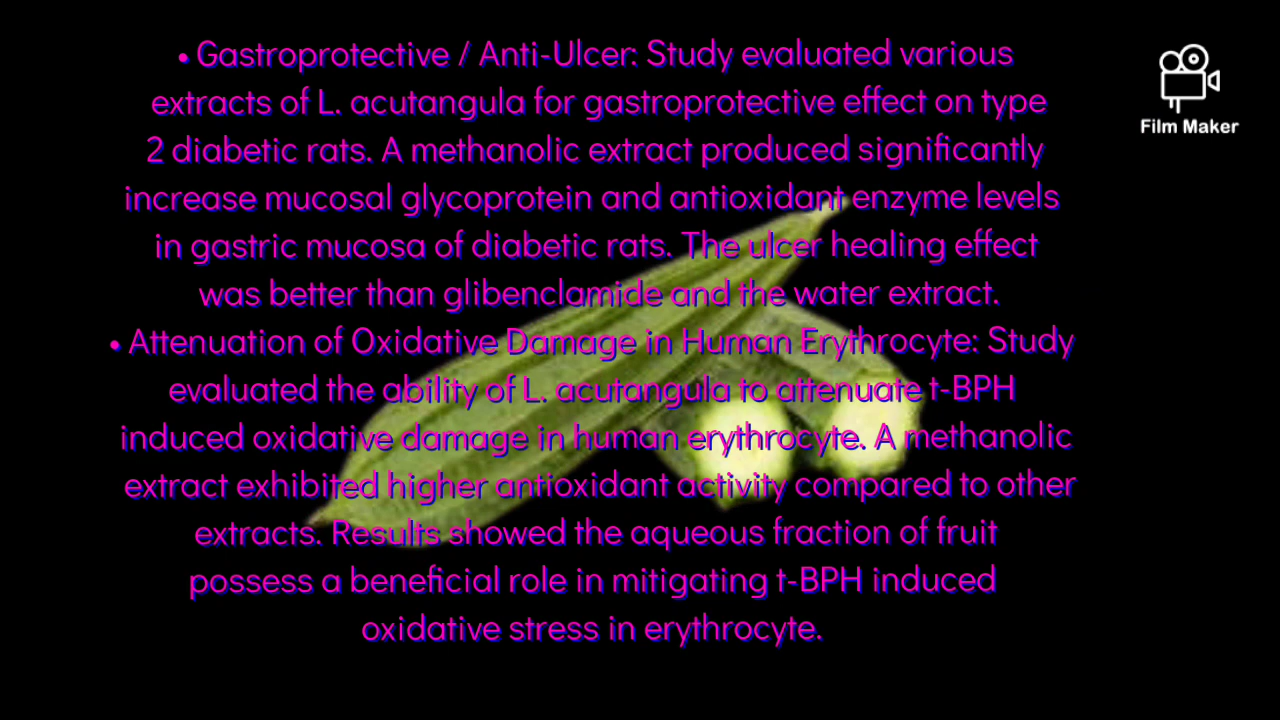 • Gastroprotective / Anti-Ulcer: Study evaluated various
extracts of L. acutangula for gastroprotective effect on type
2 diabetic rats. A methanolic extract produced significantly
increase mucosal glycoprotein and antioxidant enzyme levels
in gastric mucosa of diabetic rats. The ulcer healing effect
was better than glibenclamide and the water extract.
• Attenuation of Oxidative Damage in Human Erythrocyte: Study
evaluated the ability of L. acutangula to attenuate t-BPH
induced oxidative damage in human erythrocyte. A methanolic
extract exhibited higher antioxidant activity compared to other
extracts. Results showed the aqueous fraction of fruit
possess a beneficial role in mitigating t-BPH induced
oxidative stress in erythrocyte.
Film Maker